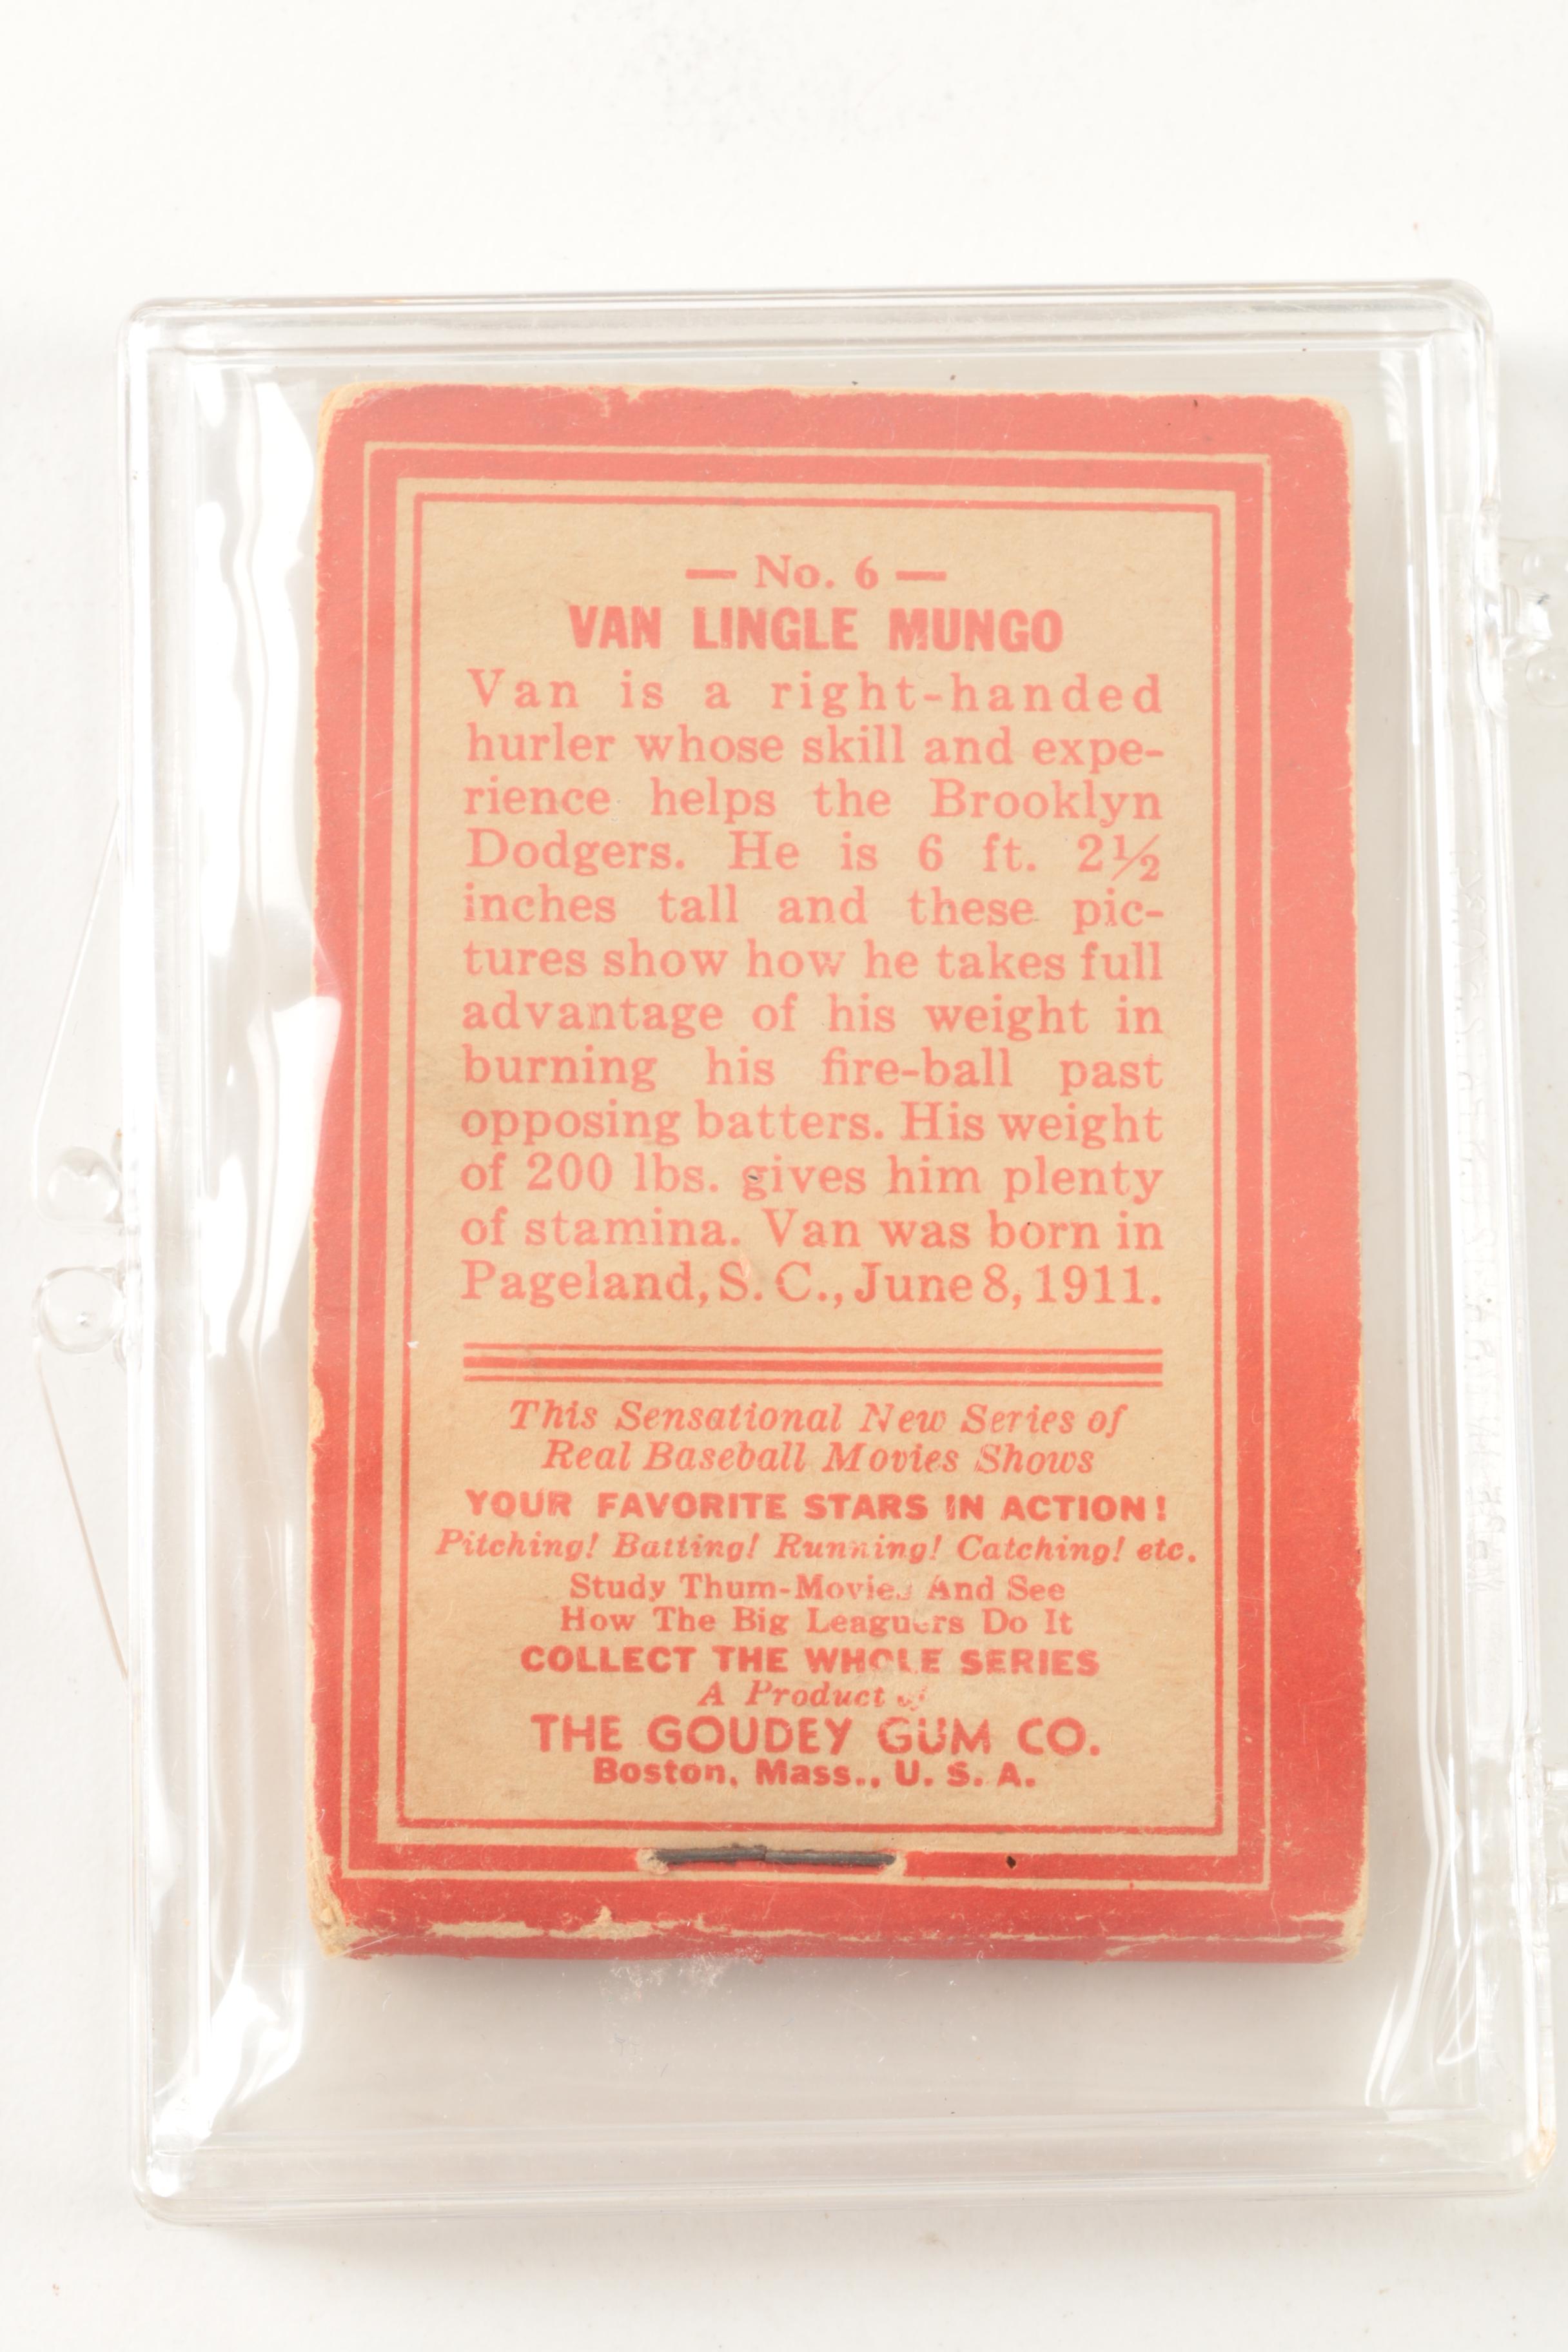 — No. 6 —
VAN LINGLE MUNGO
Van is a right-handed
hurler whose skill and expe-
rience helps the Brooklyn
Dodgers. He is 6 ft. 2½
inches tall and these pic-
tures show how he takes full
advantage of his weight in
burning his fire-ball past
opposing batters. His weight
of 200 lbs. gives him plenty
of stamina. Van was born in
Pageland, S. C., June 8, 1911.
This Sensational New Series of
Real Baseball Movies Shows
YOUR FAVORITE STARS IN ACTION!
Pitching! Batting! Running! Catching! etc.
Study Thum-Movies And See
How The Big Leaguers Do It
COLLECT THE WHOLE SERIES
A Product of
THE GOUDEY GUM CO.
Boston, Mass., U. S. A.